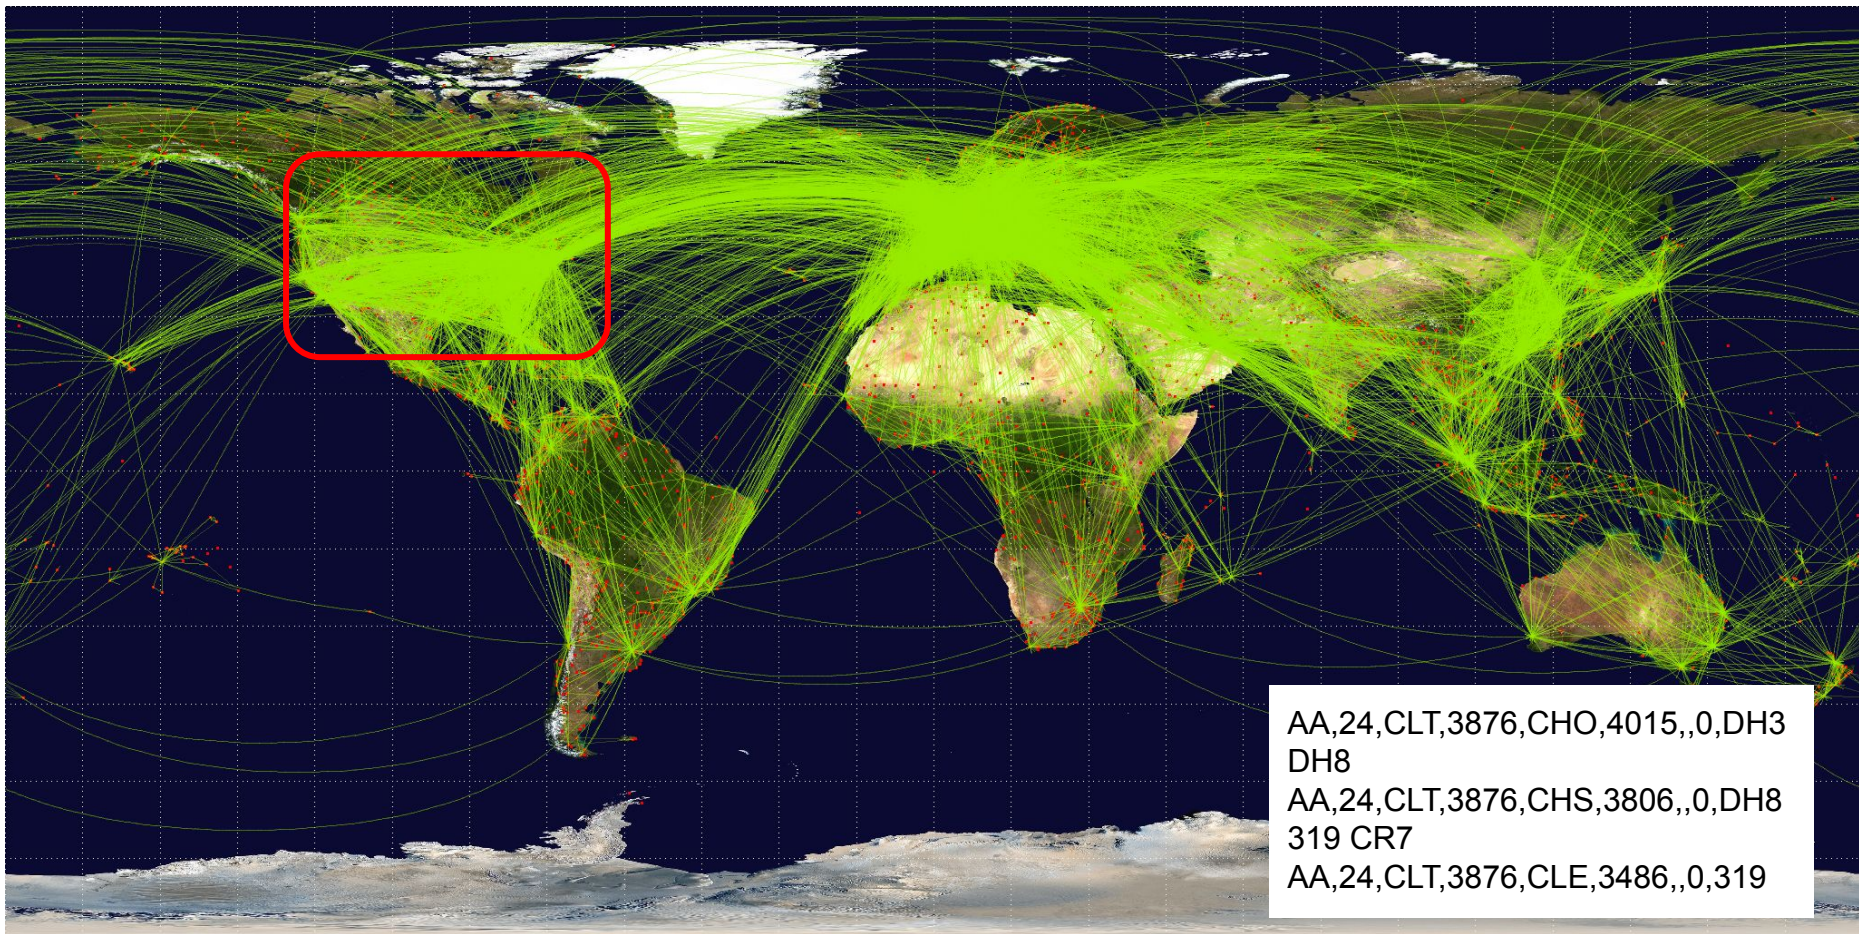 AA,24,CLT,3876,CHO,4015,,0,DH3
DH8
AA,24,CLT,3876,CHS,3806,,0,DH8
319 CR7
AA,24,CLT,3876,CLE,3486,,0,319